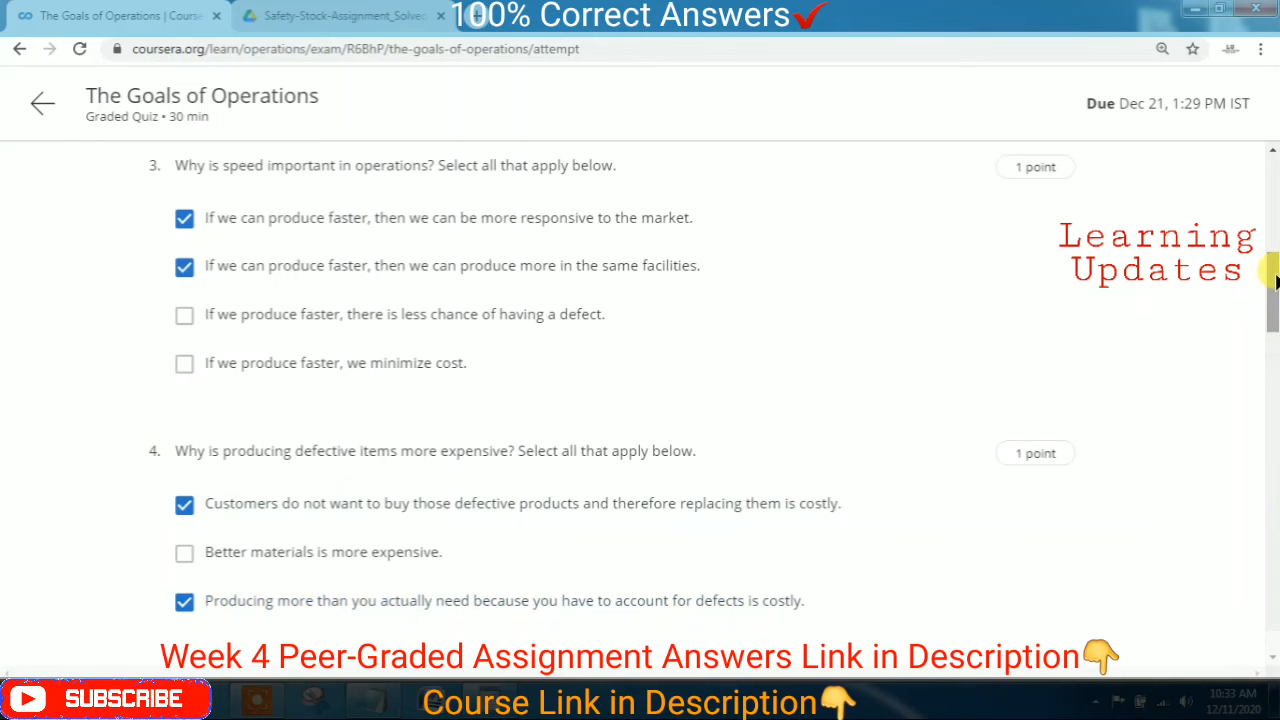 The Goals of Operations | Course
Safety-Stock-Assignment_Solved
100% Correct Answers
coursera.org/learn/operations/exam/R6BhP/the-goals-of-operations/attempt
The Goals of Operations
Graded Quiz • 30 min
Due Dec 21, 1:29 PM IST
3. Why is speed important in operations? Select all that apply below.
1 point
If we can produce faster, then we can be more responsive to the market.
If we can produce faster, then we can produce more in the same facilities.
If we produce faster, there is less chance of having a defect.
If we produce faster, we minimize cost.
Learning
Updates
4. Why is producing defective items more expensive? Select all that apply below.
1 point
Customers do not want to buy those defective products and therefore replacing them is costly.
Better materials is more expensive.
Producing more than you actually need because you have to account for defects is costly.
Week 4 Peer-Graded Assignment Answers Link in Description👇
SUBSCRIBE
Course Link in Description👇
10:33 AM
12/11/2020